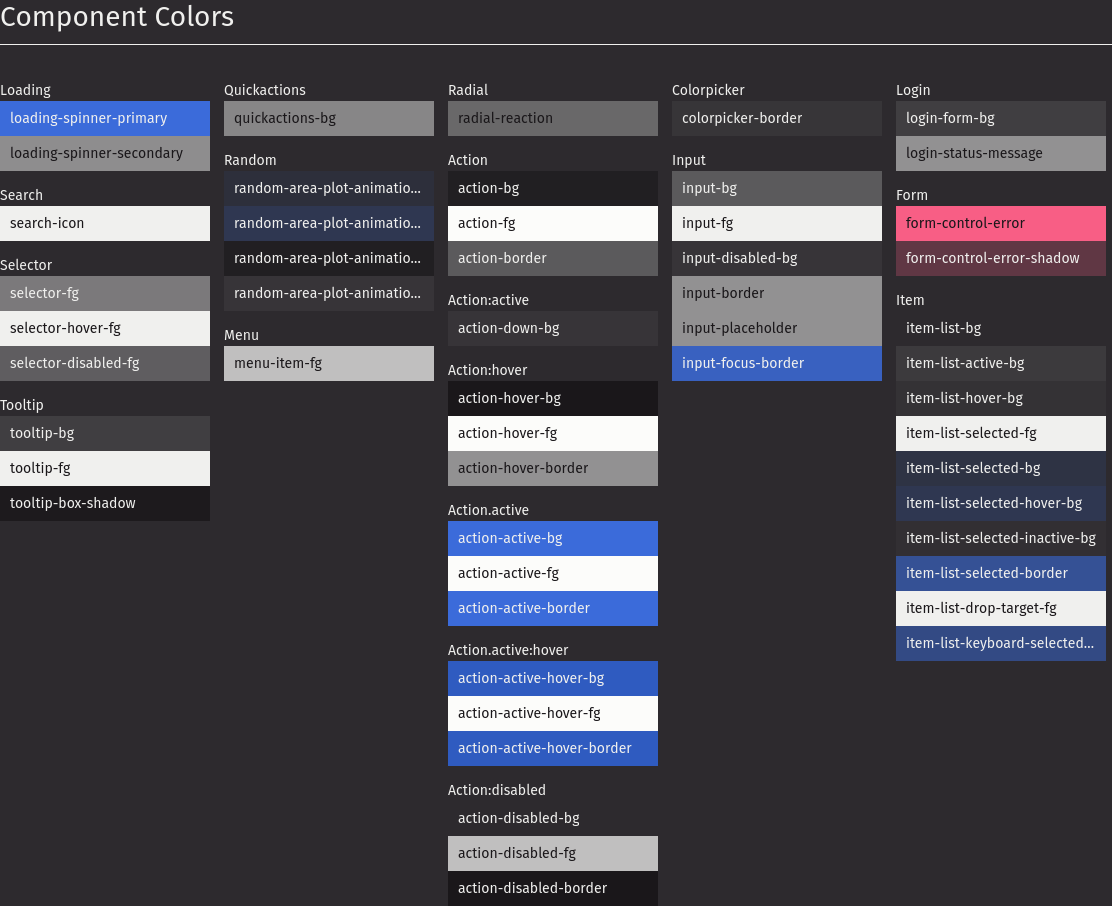 Component Colors
Loading
loading-spinner-primary
loading-spinner-secondary
Search
search-icon
Selector
selector-fg
selector-hover-fg
selector-disabled-fg
Tooltip
tooltip-bg
tooltip-fg
tooltip-box-shadow
Quickactions
quickactions-bg
Random
random-area-plot-animatio...
random-area-plot-animatio...
random-area-plot-animatio...
random-area-plot-animatio...
Menu
menu-item-fg
Radial
radial-reaction
Action
action-bg
action-fg
action-border
Action:active
action-down-bg
Action:hover
action-hover-bg
action-hover-fg
action-hover-border
Action.active
action-active-bg
action-active-fg
action-active-border
Action.active:hover
action-active-hover-bg
action-active-hover-fg
action-active-hover-border
Action:disabled
action-disabled-bg
action-disabled-fg
action-disabled-border
Colorpicker
colorpicker-border
Input
input-bg
input-fg
input-disabled-bg
input-border
input-placeholder
input-focus-border
Login
login-form-bg
login-status-message
Form
form-control-error
form-control-error-shadow
Item
item-list-bg
item-list-active-bg
item-list-hover-bg
item-list-selected-fg
item-list-selected-bg
item-list-selected-hover-bg
item-list-selected-inactive-bg
item-list-selected-border
item-list-drop-target-fg
item-list-keyboard-selected...